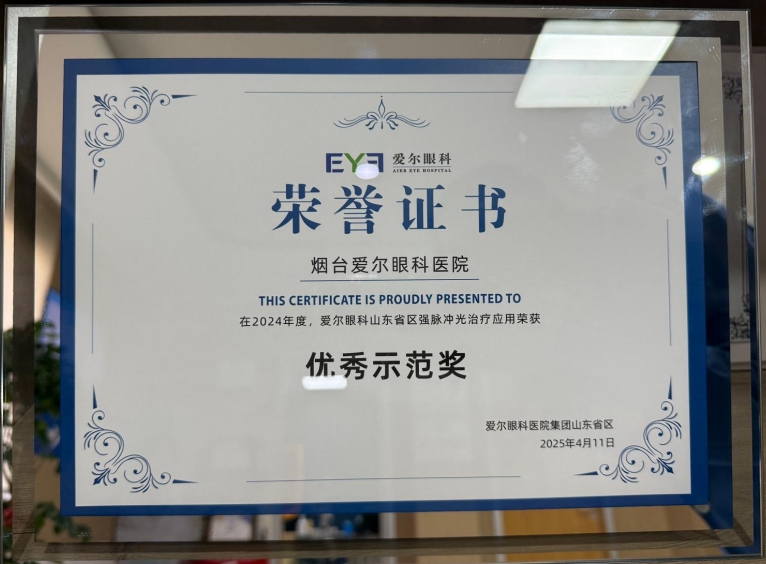 EYE 爱尔眼科
AIER EYE HOSPITAL
荣誉证书
烟台爱尔眼科医院
THIS CERTIFICATE IS PROUDLY PRESENTED TO
在2024年度，爱尔眼科山东省区强脉冲光治疗应用荣获
优秀示范奖
爱尔眼科医院集团山东省区
2025年4月11日